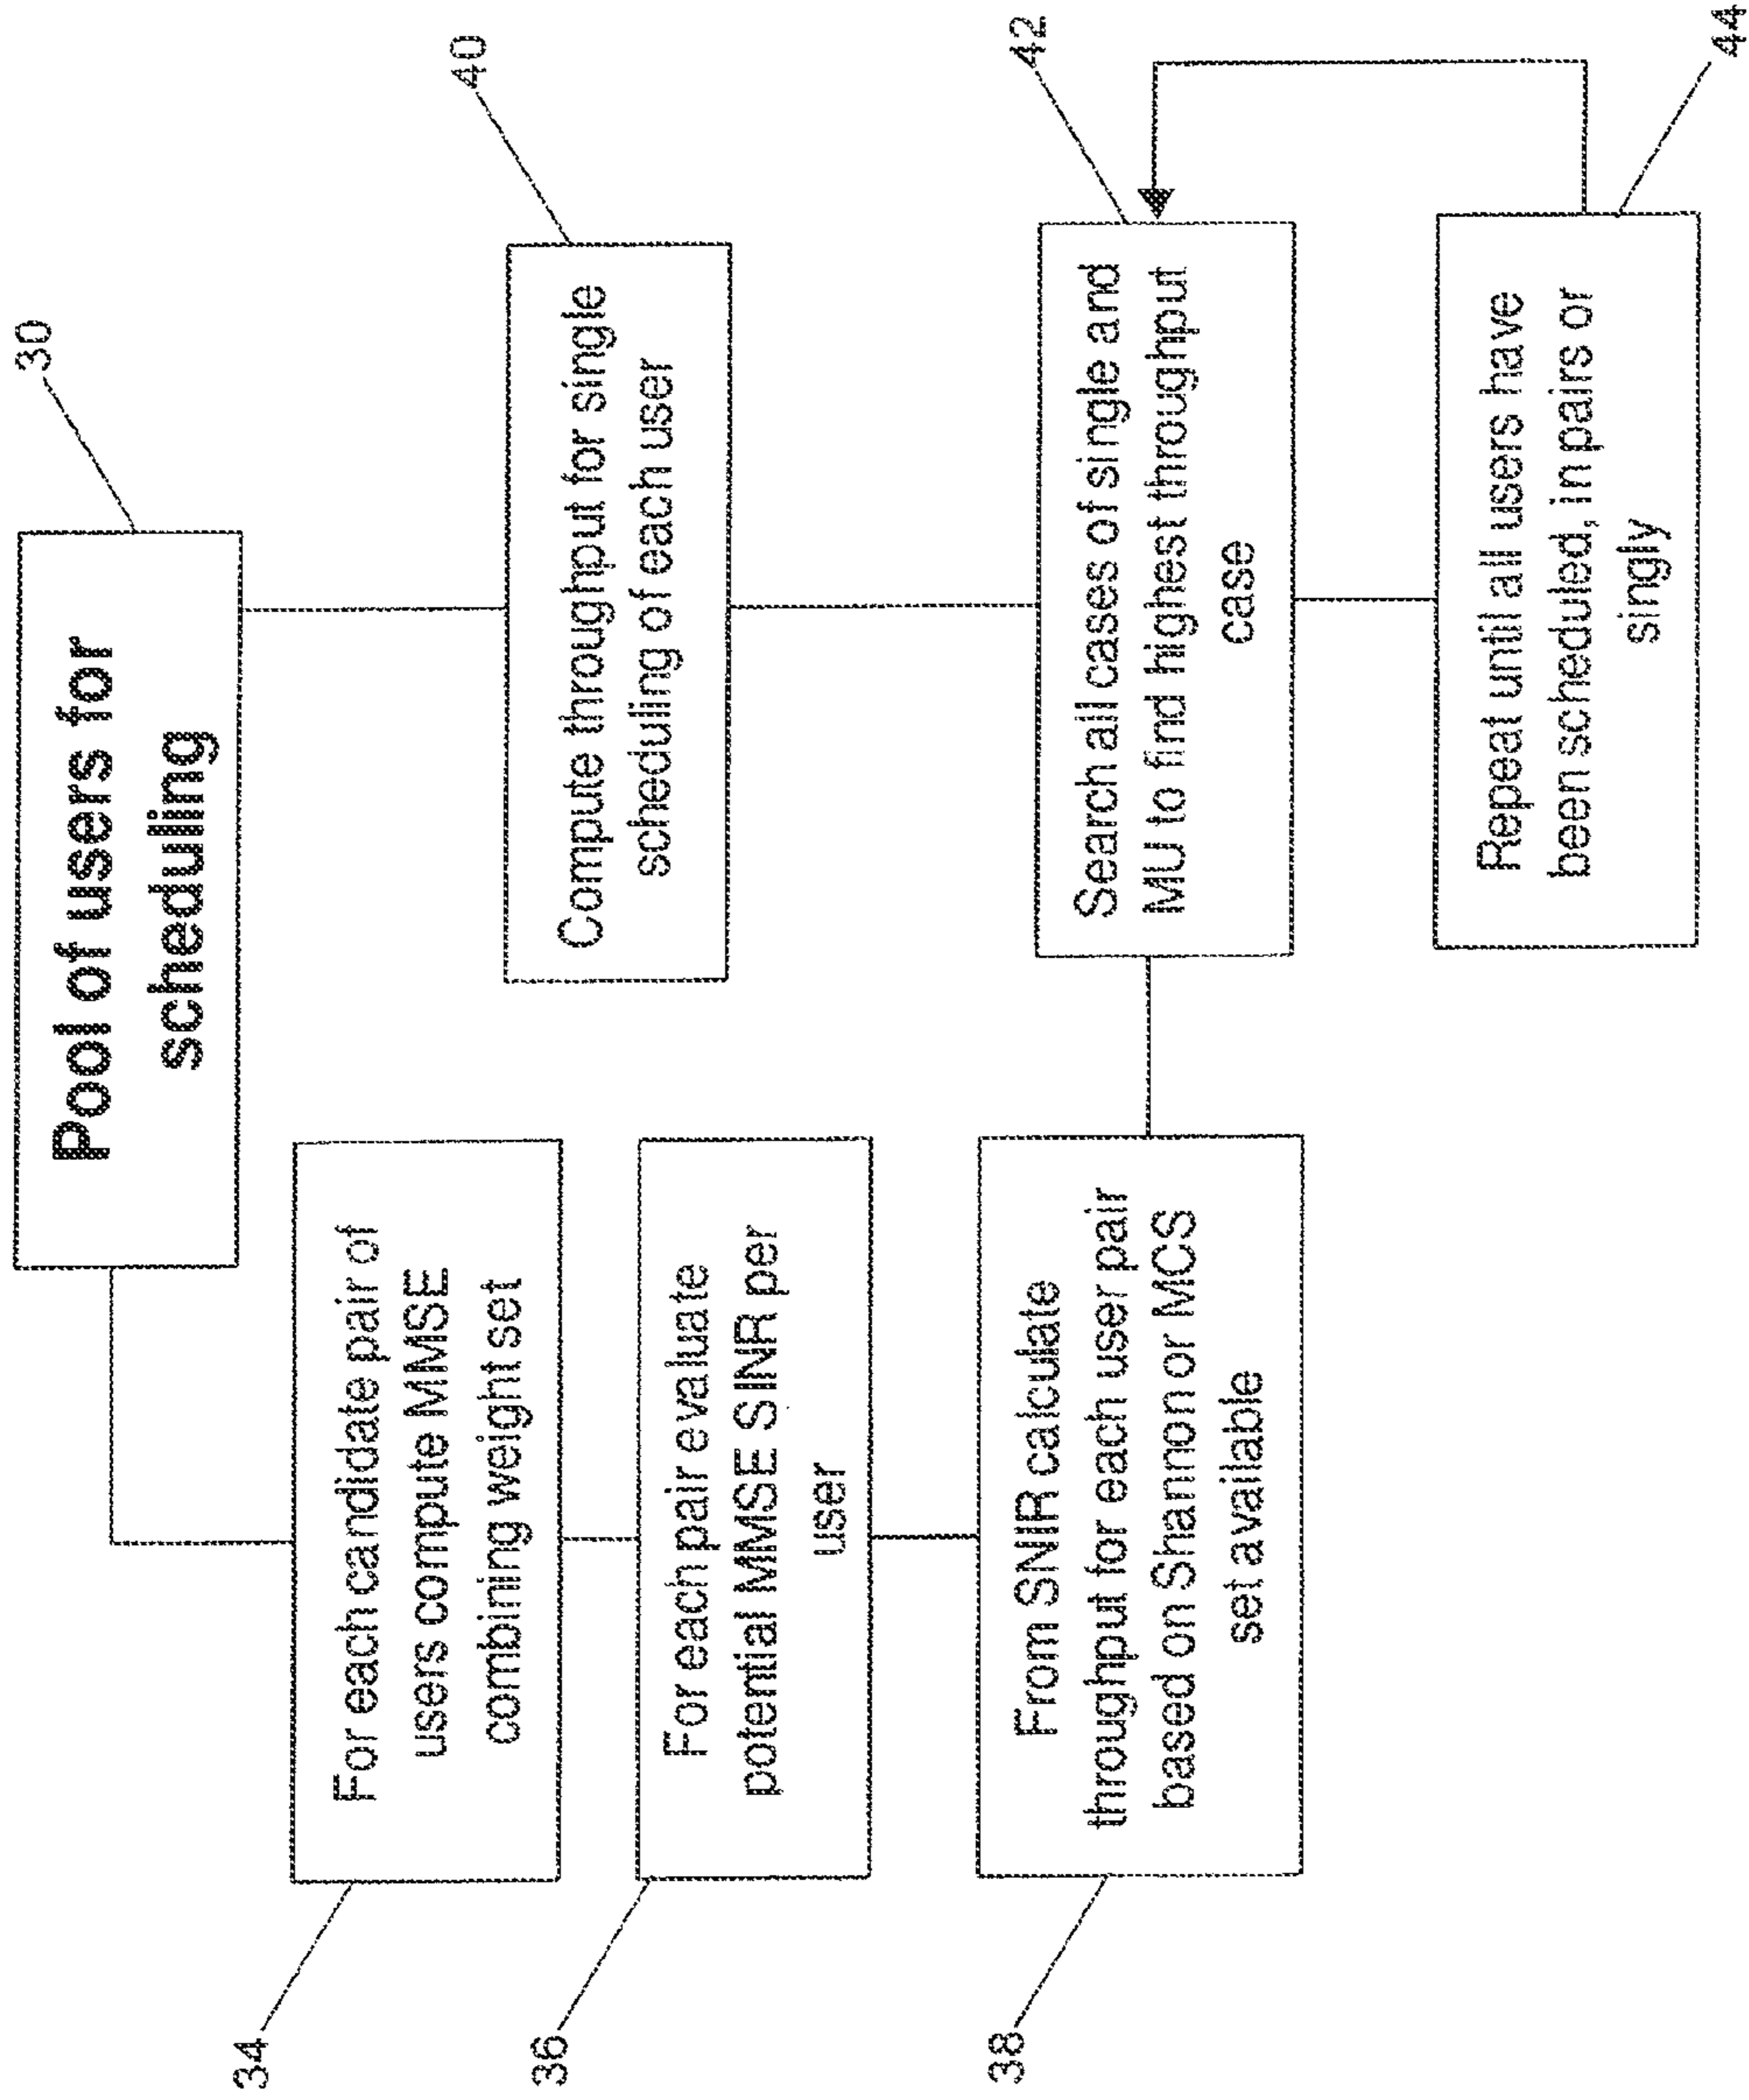 30
Pool of users for
scheduling
34
For each candidate pair of
users compute MMSE
combining weight set
40
Compute throughput for single
scheduling of each user
36
For each pair evaluate
potential MMSE SINR per
user
38
From SNIR calculate
throughput for each user pair
based on Shannon or MCS
set available
42
Search all cases of single and
MU to find highest throughput
case
44
Repeat until all users have
been scheduled, in pairs or
singly